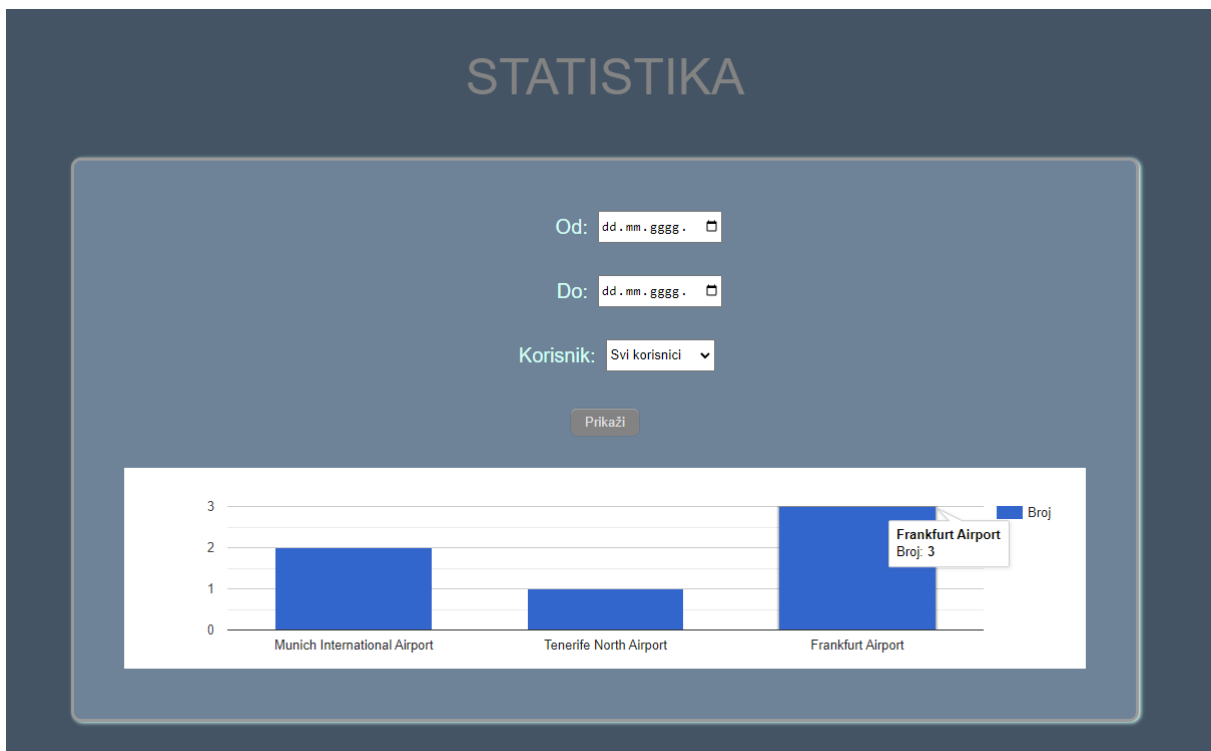 STATISTIKA
Od: dd.mm.gggg.
Do: dd.mm.gggg.
Korisnik: Svi korisnici
Prikaži
3
2
1
0
Munich International Airport
Tenerife North Airport
Frankfurt Airport
Broj
Frankfurt Airport
Broj: 3